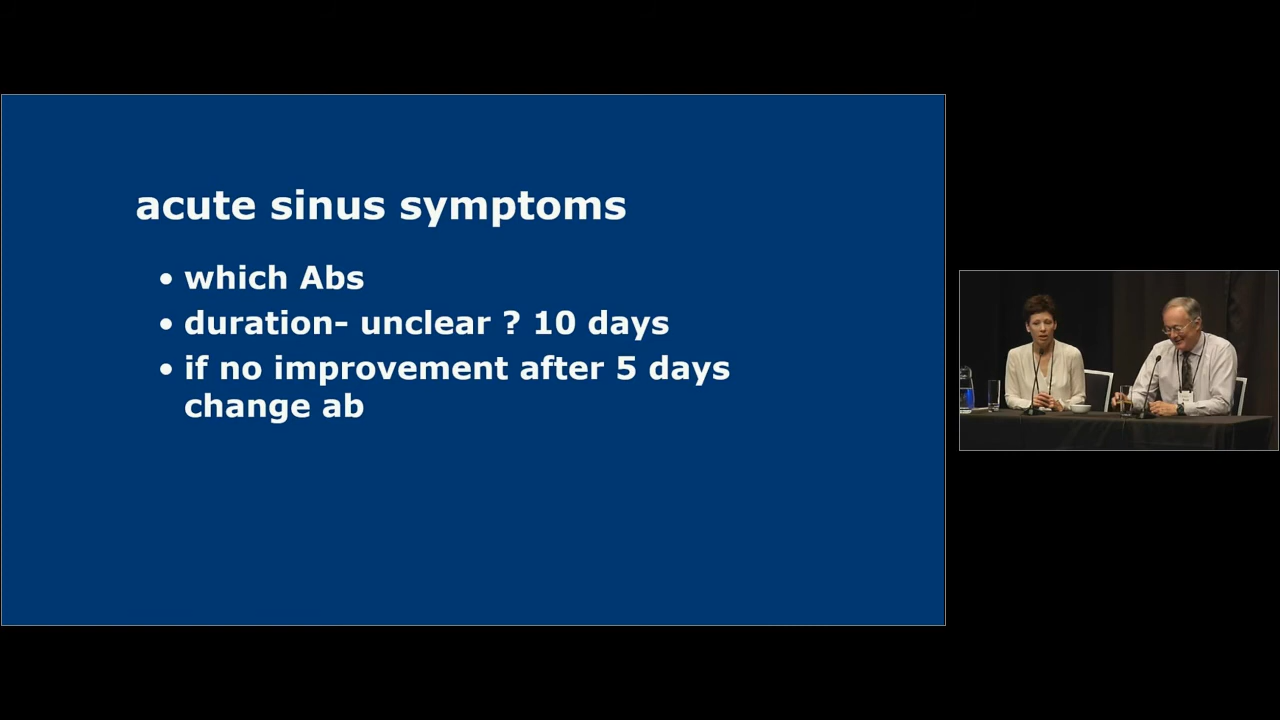 acute sinus symptoms
• which Abs
• duration- unclear ? 10 days
• if no improvement after 5 days
change ab